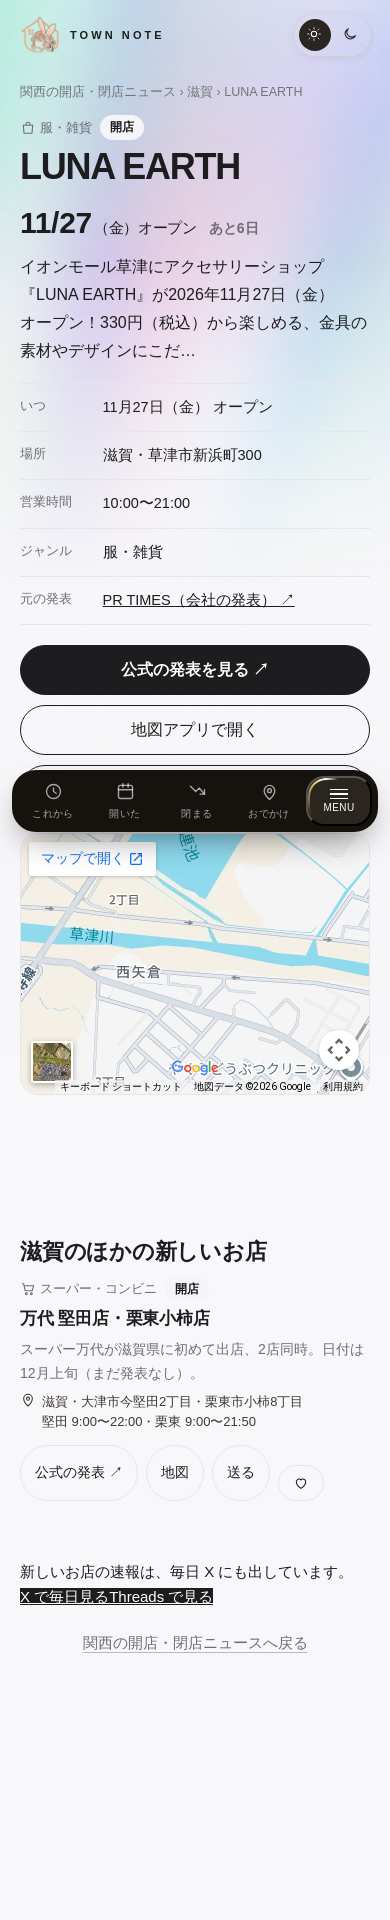 TOWN NOTE
関西の開店・閉店ニュース › 滋賀 › LUNA EARTH
服・雑貨 開店
LUNA EARTH
11/27（金）オープン あと6日
イオンモール草津にアクセサリーショップ
『LUNA EARTH』が2026年11月27日（金）
オープン！330円（税込）から楽しめる、金具の
素材やデザインにこだ…
いつ 11月27日（金） オープン
場所 滋賀・草津市新浜町300
営業時間 10:00〜21:00
ジャンル 服・雑貨
元の発表 PR TIMES（会社の発表） ↗
公式の発表を見る ↗
地図アプリで開く
これから 開いた 閉まる おでかけ MENU
マップで開く
蓮池
2丁目
草津川
西矢倉
Google
どうぶつクリニック
キーボード ショートカット 地図データ ©2026 Google 利用規約
滋賀のほかの新しいお店
スーパー・コンビニ 開店
万代 堅田店・栗東小柿店
スーパー万代が滋賀県に初めて出店、2店同時。日付は
12月上旬（まだ発表なし）。
滋賀・大津市今堅田2丁目・栗東市小柿8丁目
堅田 9:00〜22:00・栗東 9:00〜21:50
公式の発表 ↗ 地図 送る
新しいお店の速報は、毎日 X にも出しています。
X で毎日見るThreads で見る
関西の開店・閉店ニュースへ戻る